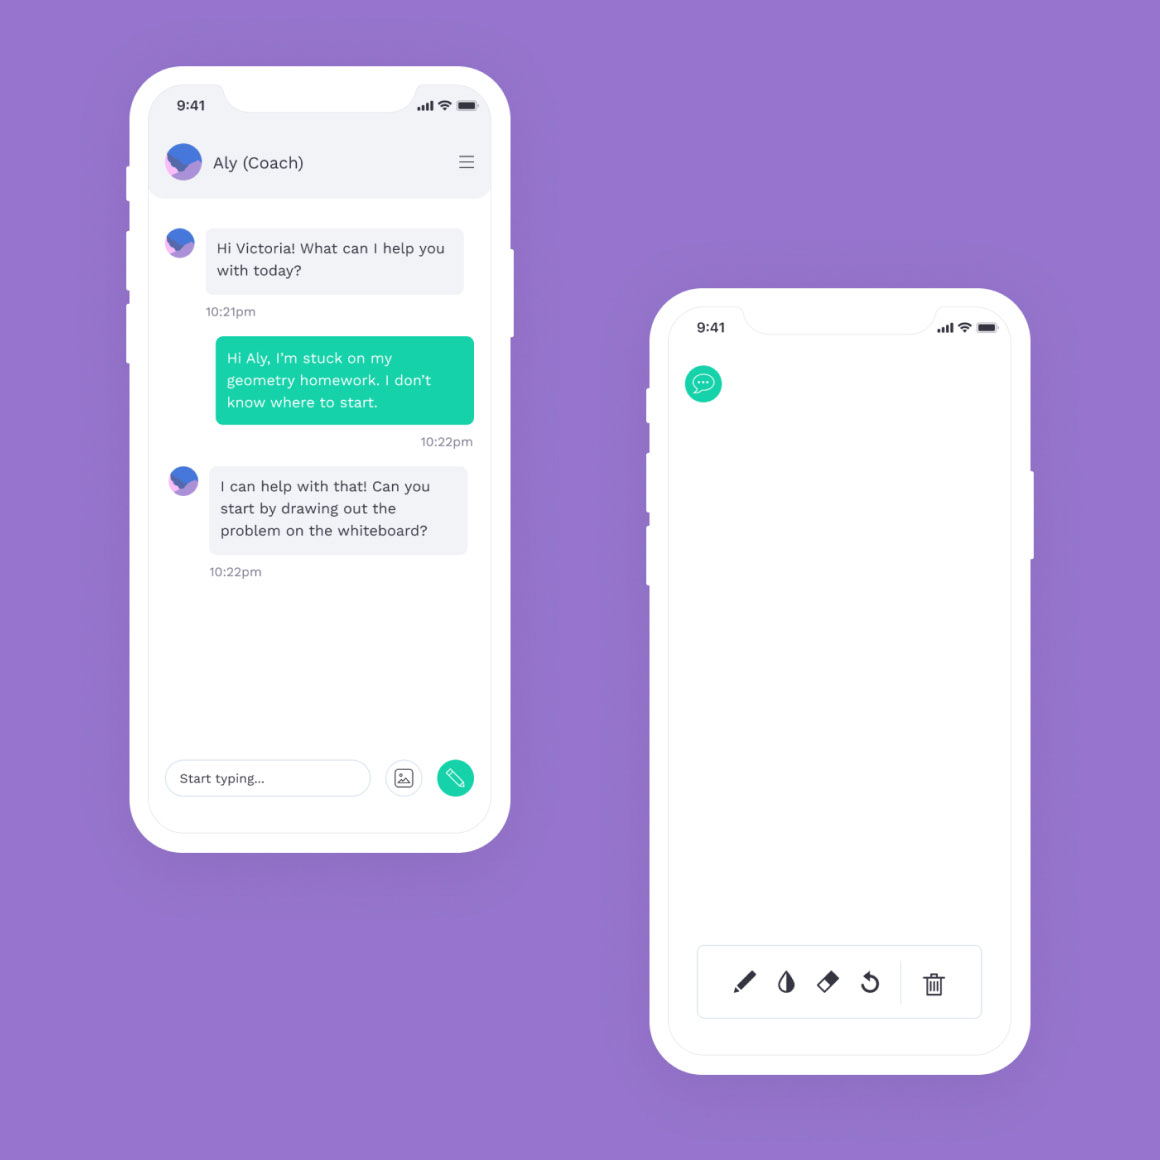 9:41
Aly (Coach)
Hi Victoria! What can I help you
with today?
10:21pm
Hi Aly, I'm stuck on my
geometry homework. I don't
know where to start.
10:22pm
I can help with that! Can you
start by drawing out the
problem on the whiteboard?
10:22pm
Start typing...
9:41